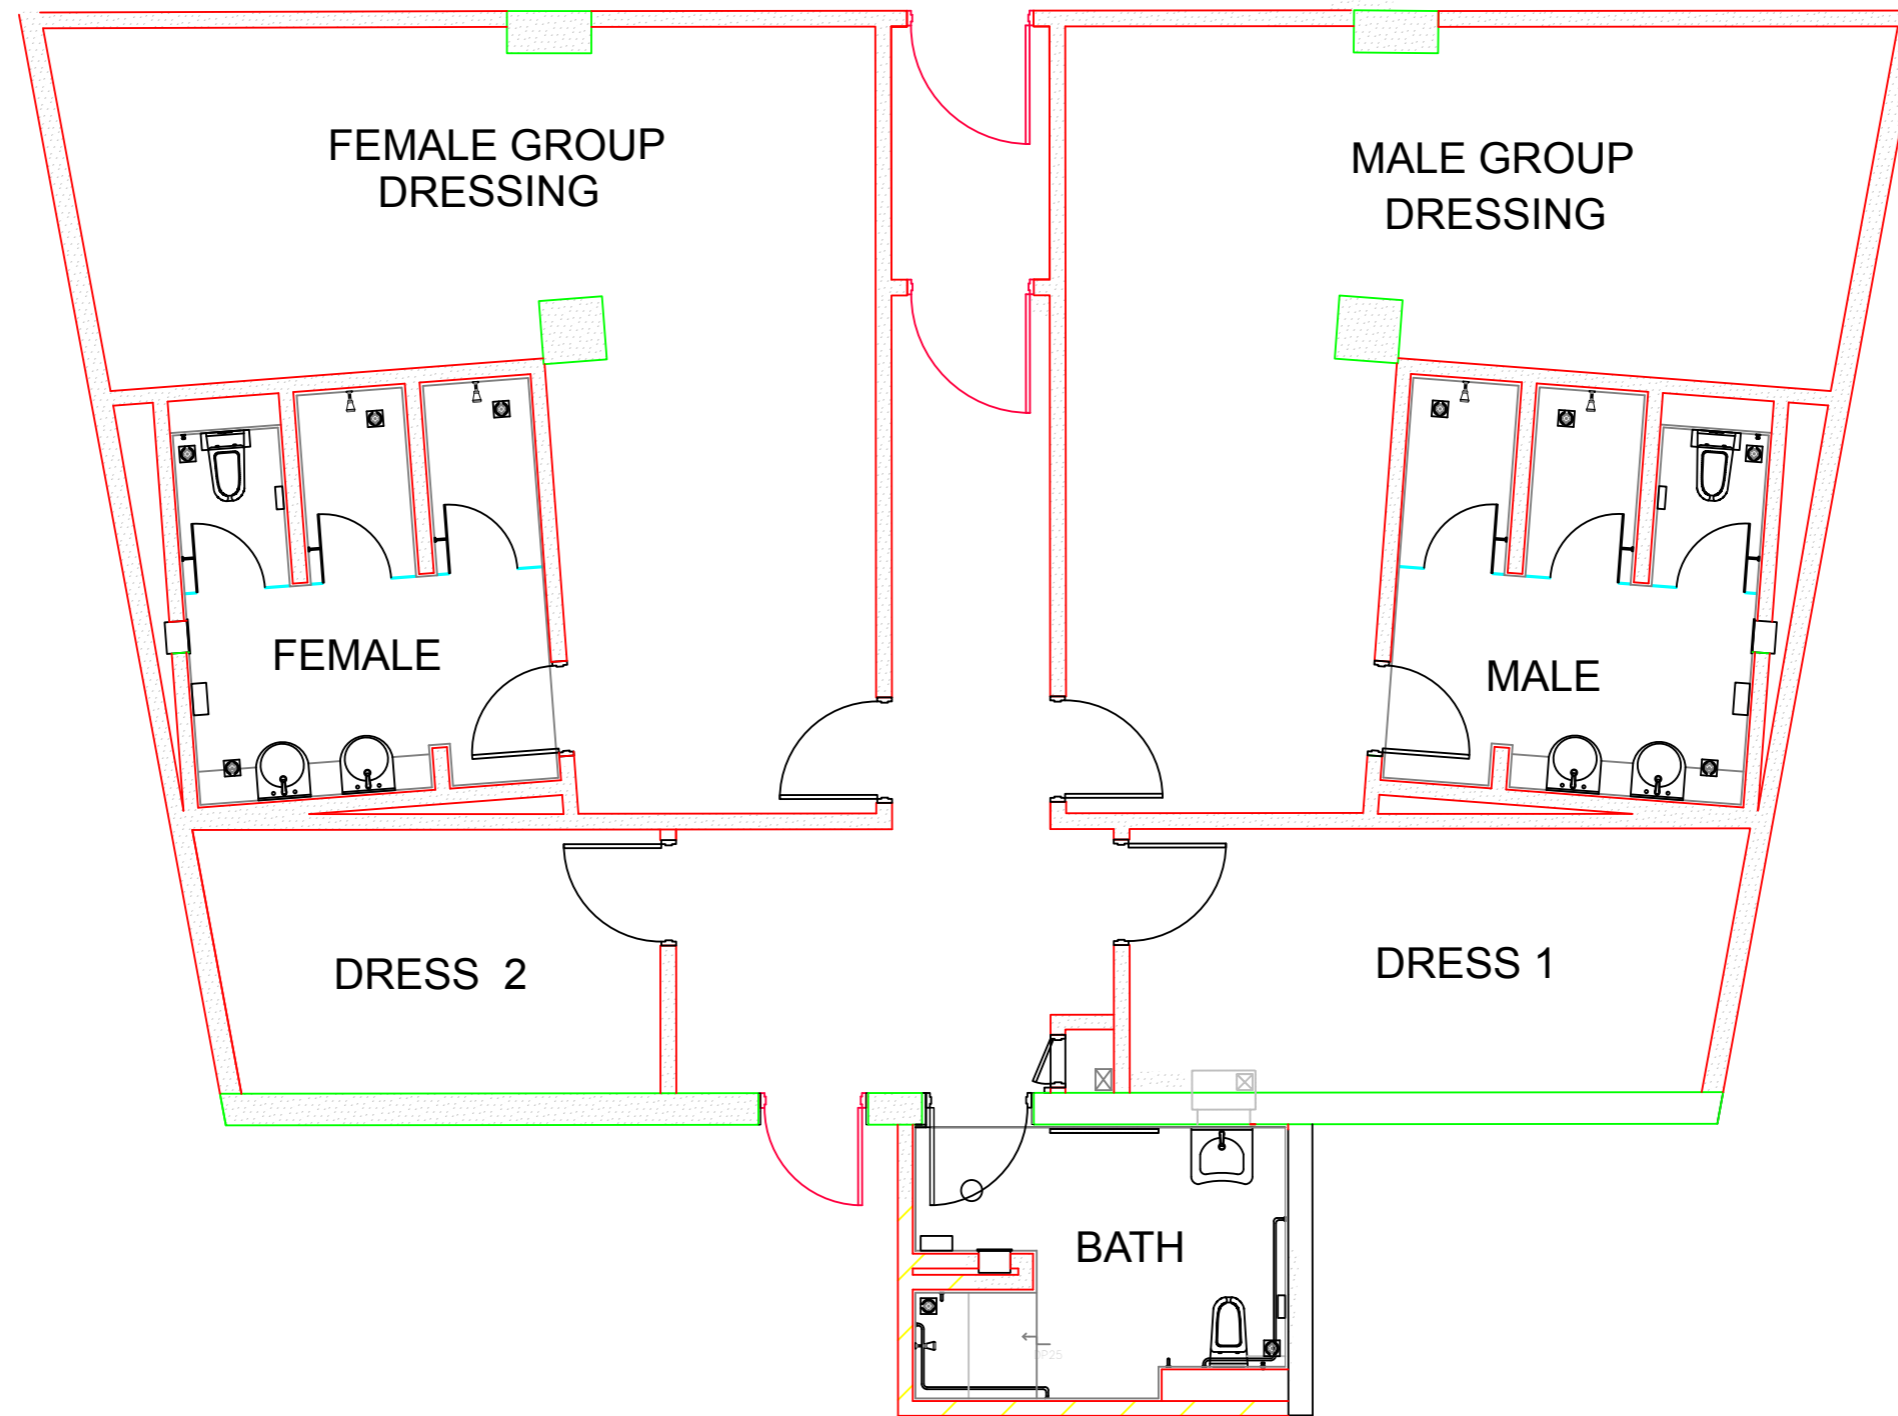 FEMALE GROUP
DRESSING
MALE GROUP
DRESSING
FEMALE
MALE
DRESS 2
DRESS 1
BATH